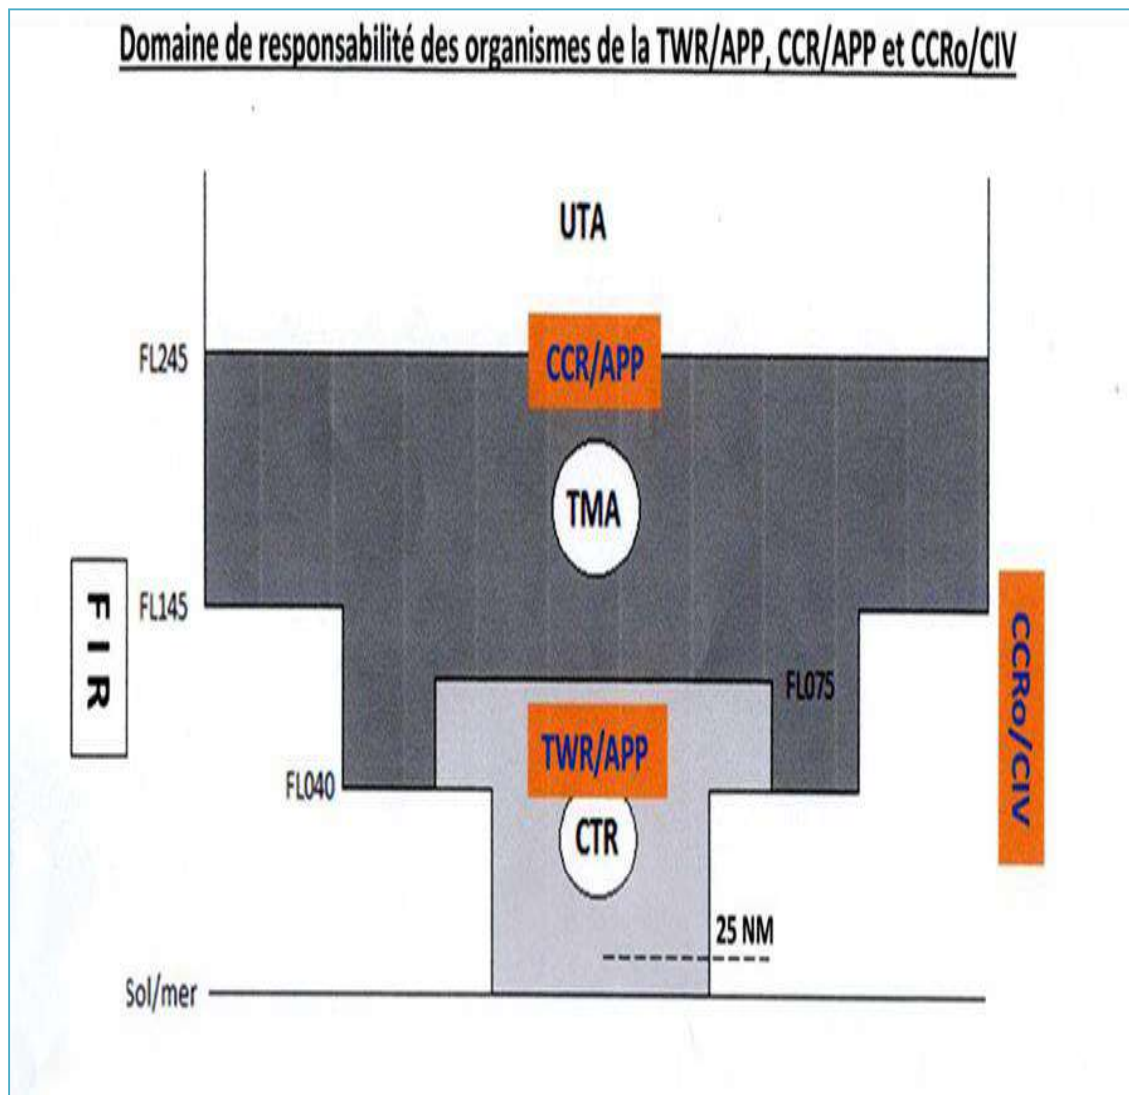 Domaine de responsabilité des organismes de la TWR/APP, CCR/APP et CCRo/CIV
UTA
FL245
CCR/APP
TMA
FIR
FL145
CCRo/CIV
FL075
TWR/APP
FL040
CTR
25 NM
Sol/mer